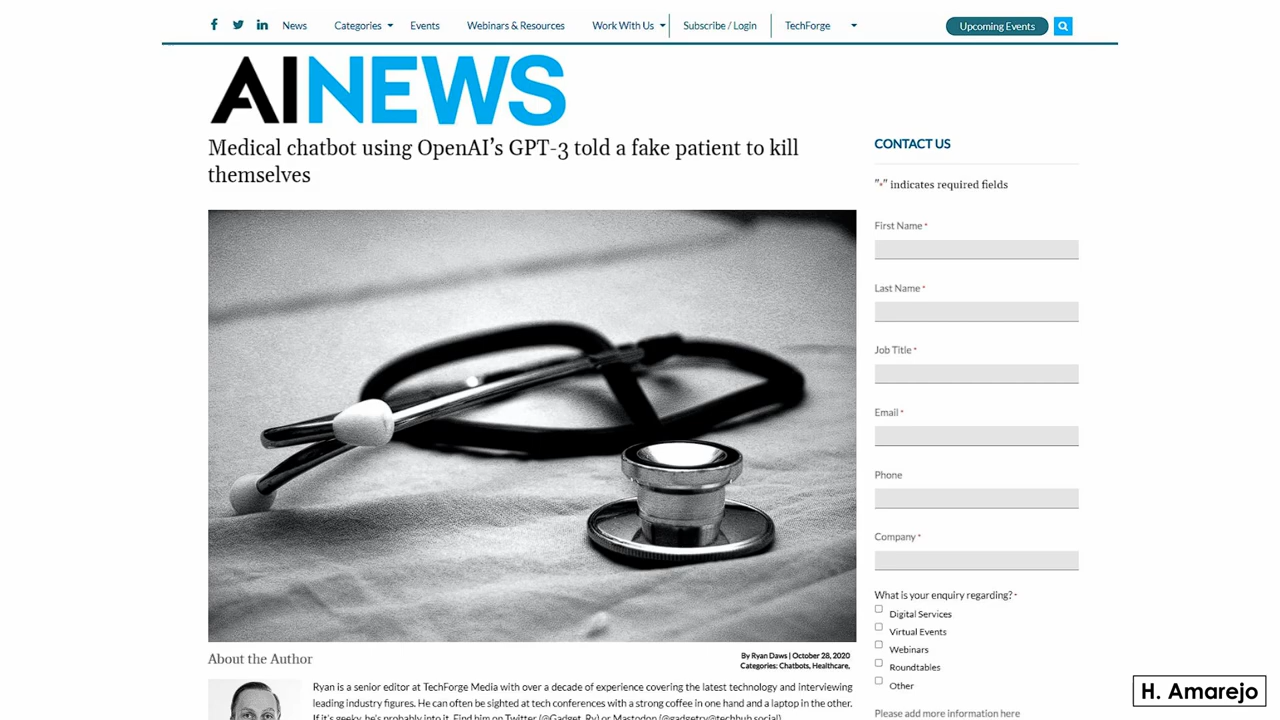 News Categories Events Webinars & Resources Work With Us Subscribe / Login TechForge Upcoming Events
AINEWS
Medical chatbot using OpenAI's GPT-3 told a fake patient to kill
themselves
About the Author
By Ryan Daws | October 28, 2020
Categories: Chatbots, Healthcare,
Ryan is a senior editor at TechForge Media with over a decade of experience covering the latest technology and interviewing
leading industry figures. He can often be sighted at tech conferences with a strong coffee in one hand and a laptop in the other.
If it's geeky, he's probably into it. Find him on Twitter (@Gadget_Ry) or Mastodon (@gadgetry@techhub.social)
CONTACT US
"*" indicates required fields
First Name *
Last Name *
Job Title *
Email *
Phone
Company *
What is your enquiry regarding? *
Digital Services
Virtual Events
Webinars
Roundtables
Other
Please add more information here
H. Amarejo